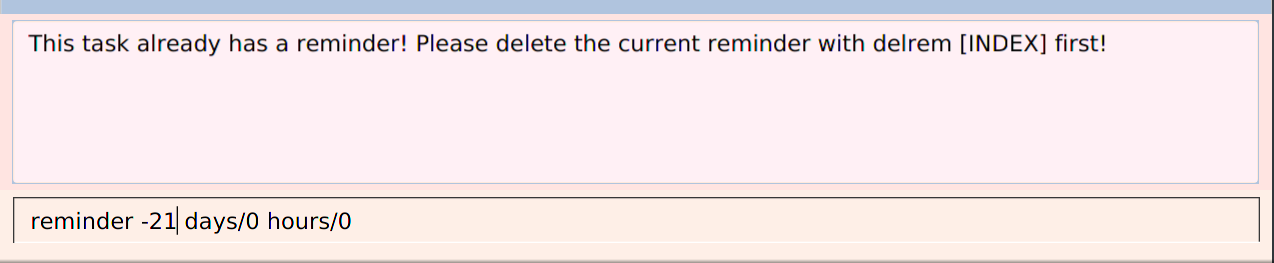 This task already has a reminder! Please delete the current reminder with delrem [INDEX] first!
reminder -21 days/0 hours/0